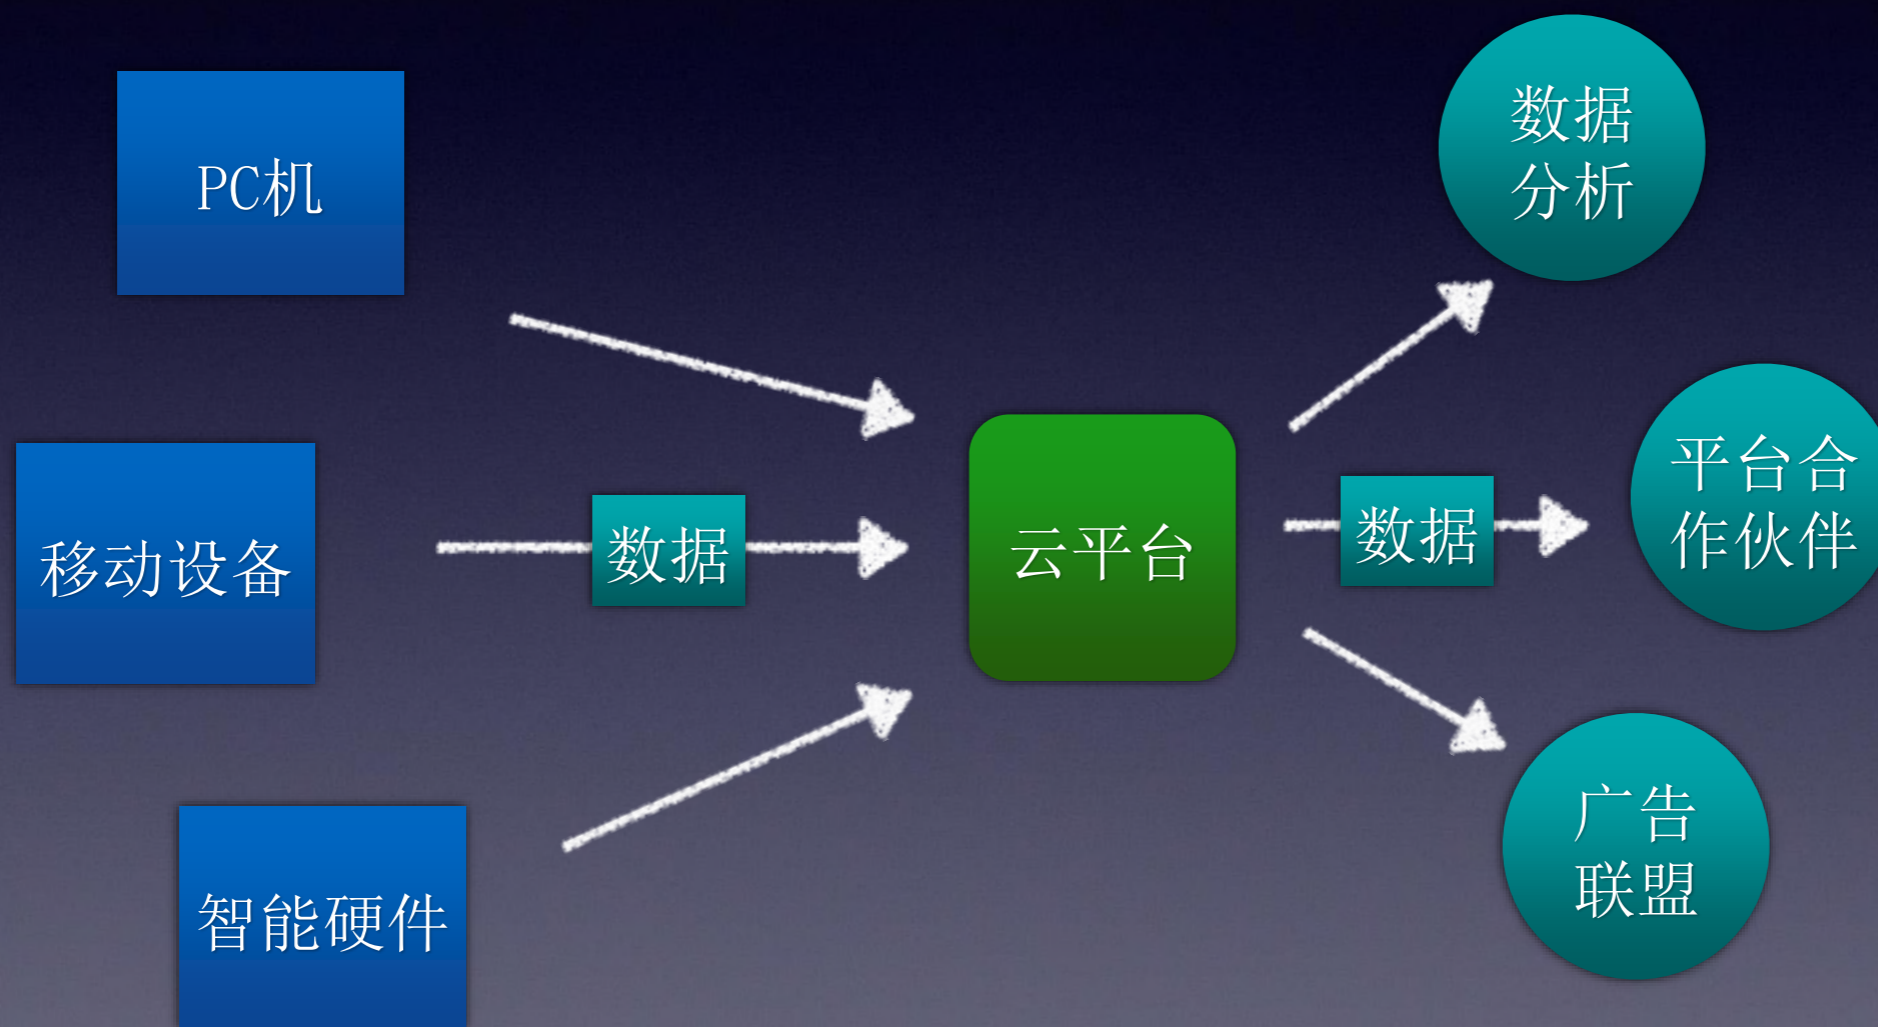 PC机
移动设备
智能硬件
数据
云平台
数据
数据
分析
平台合
作伙伴
广告
联盟